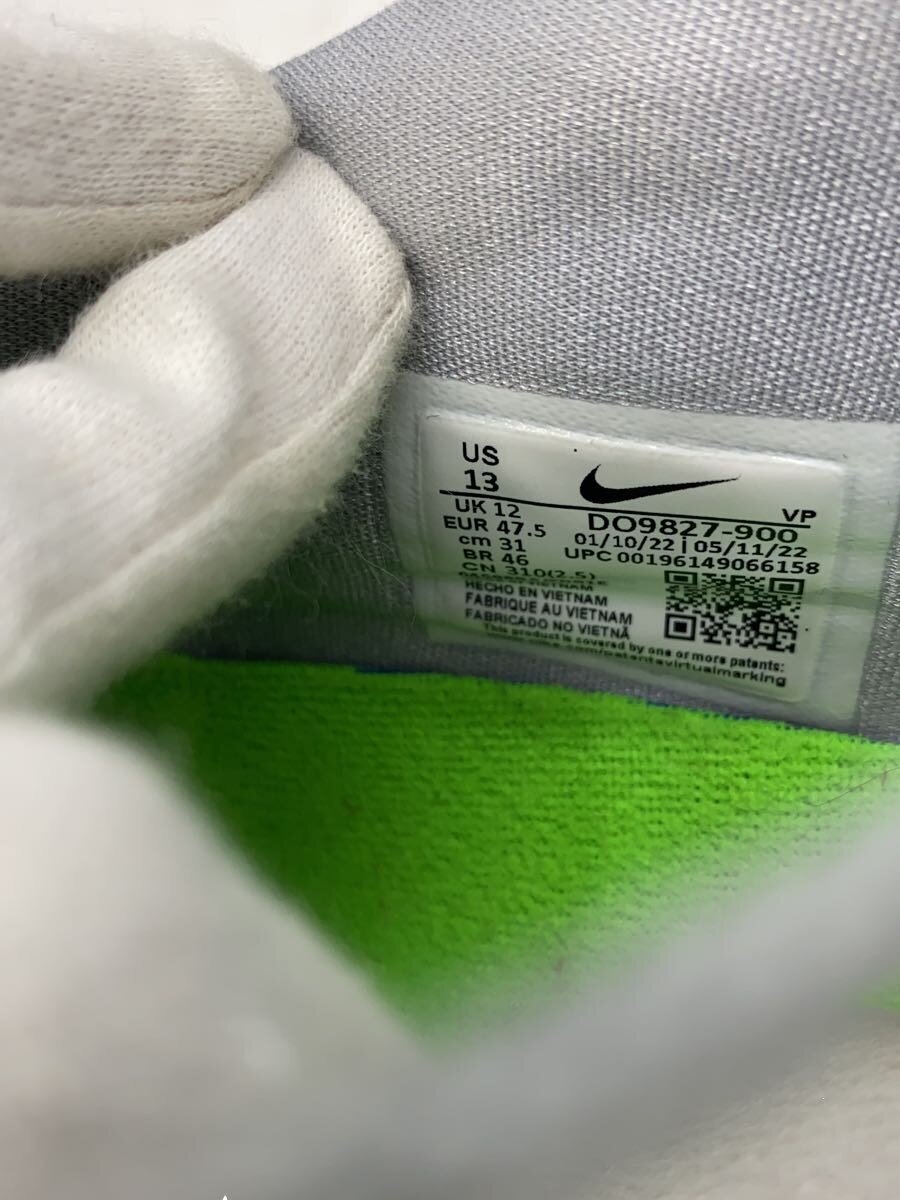 US
13
UK 12
EUR 47.5
cm 31
BR 46
CN 310(2.5)
VP
DO9827-900
01/10/22 | 05/11/22
UPC 00196149066158
HECHO EN VIETNAM
FABRIQUE AU VIETNAM
FABRICADO NO VIETNÃ
This product is covered by one or more patents: